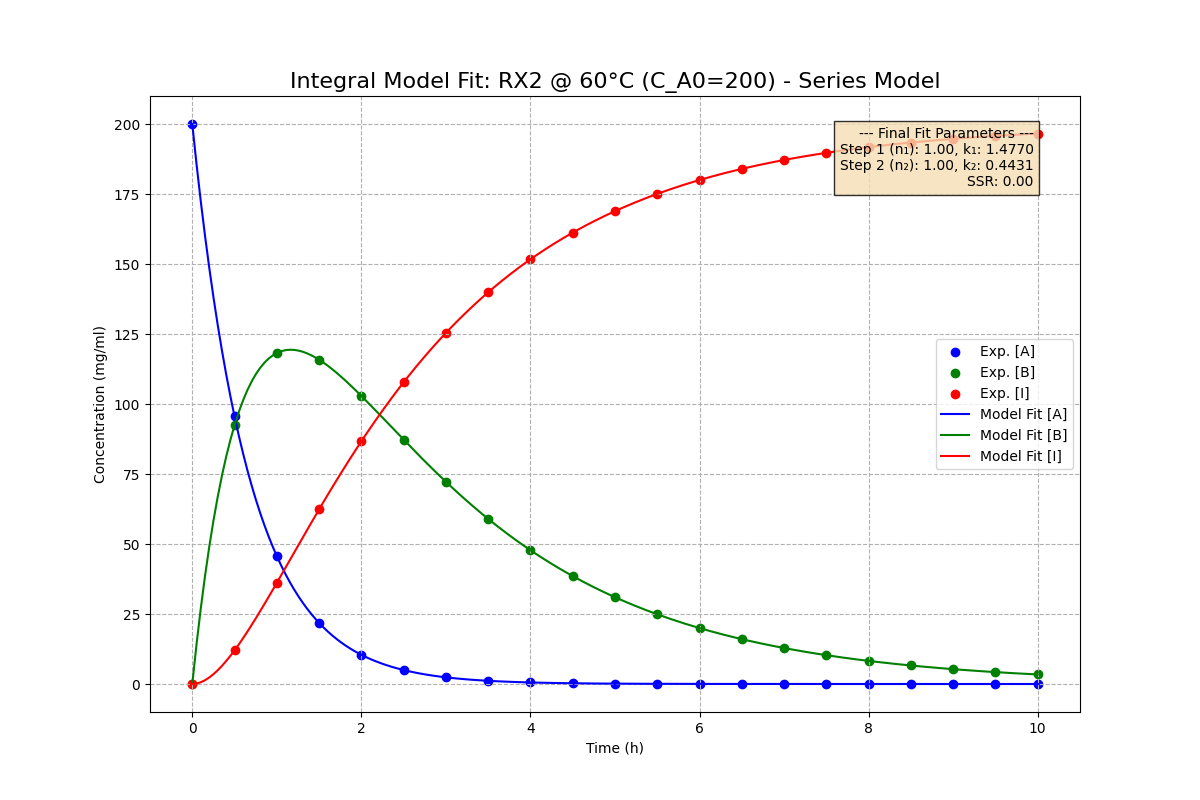 Integral Model Fit: RX2 @ 60°C (C_A0=200) - Series Model
--- Final Fit Parameters ---
Step 1 (n₁): 1.00, k₁: 1.4770
Step 2 (n₂): 1.00, k₂: 0.4431
SSR: 0.00
Exp. [A]
Exp. [B]
Exp. [I]
Model Fit [A]
Model Fit [B]
Model Fit [I]
Concentration (mg/ml)
200
175
150
125
100
75
50
25
0
0 2 4 6 8 10
Time (h)